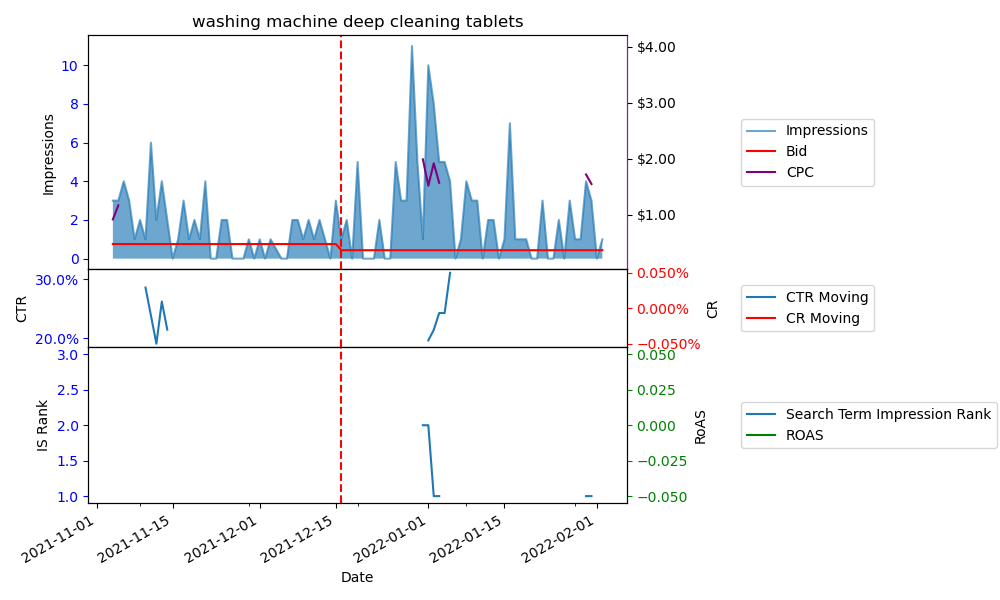 washing machine deep cleaning tablets
Impressions
10
8
6
4
2
0
$4.00
$3.00
$2.00
$1.00
Impressions
Bid
CPC
CTR
30.0%
20.0%
0.050%
0.000%
−0.050%
CR
CTR Moving
CR Moving
IS Rank
3.0
2.5
2.0
1.5
1.0
0.050
0.025
0.000
−0.025
−0.050
RoAS
Search Term Impression Rank
ROAS
2021-11-01
2021-11-15
2021-12-01
2021-12-15
2022-01-01
2022-01-15
2022-02-01
Date